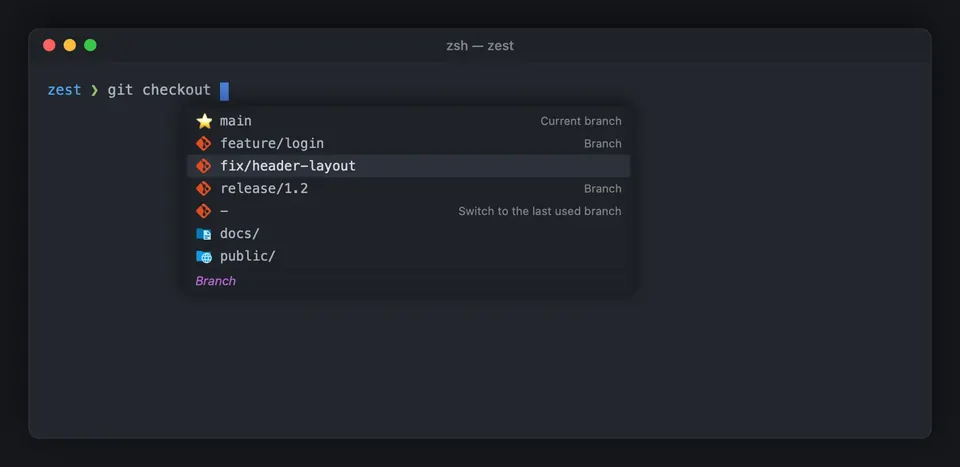 zsh — zest
zest ❯ git checkout
main Current branch
feature/login Branch
fix/header-layout
release/1.2 Branch
- Switch to the last used branch
docs/
public/
Branch